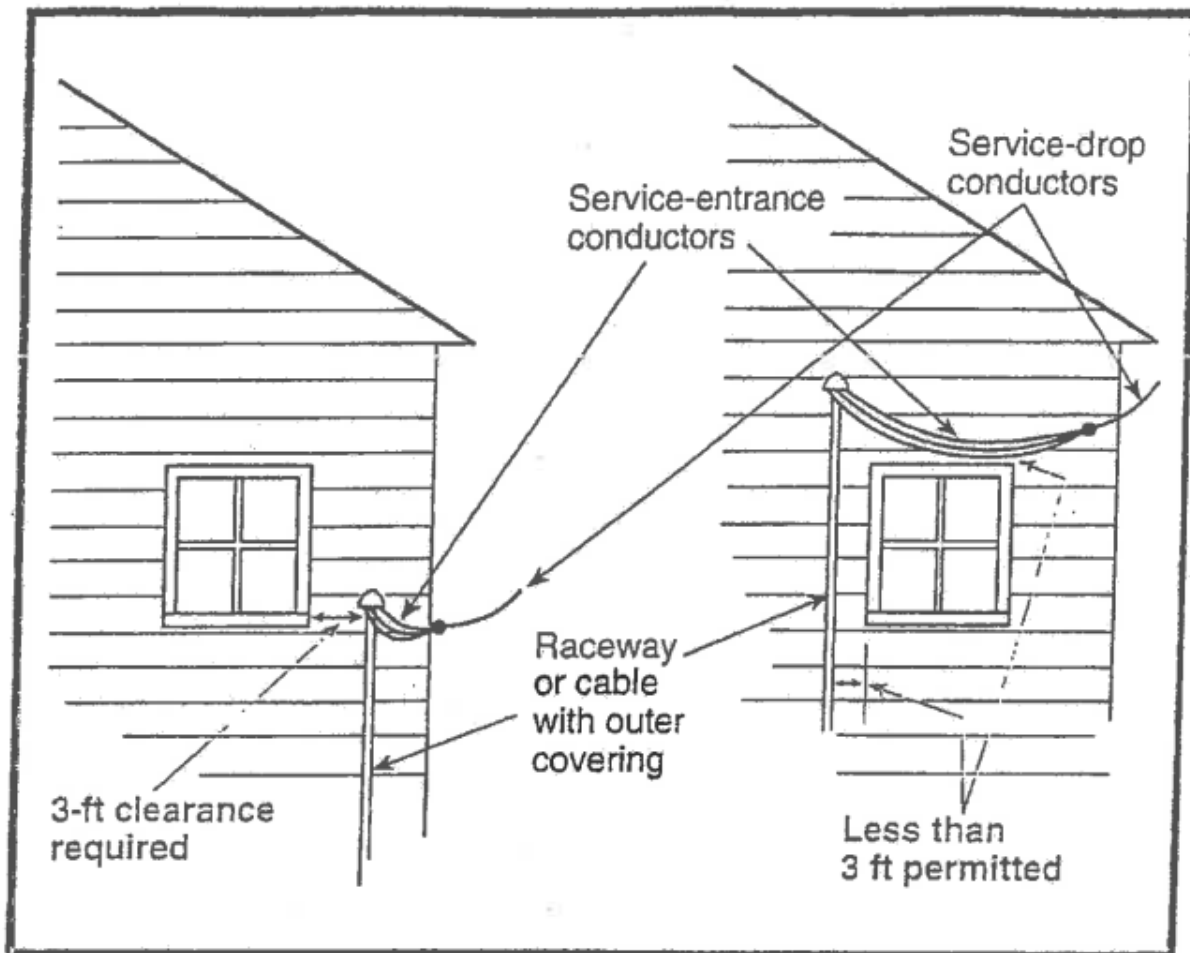 Service-drop
conductors
Service-entrance
conductors
Raceway
or cable
with outer
covering
3-ft clearance
required
Less than
3 ft permitted